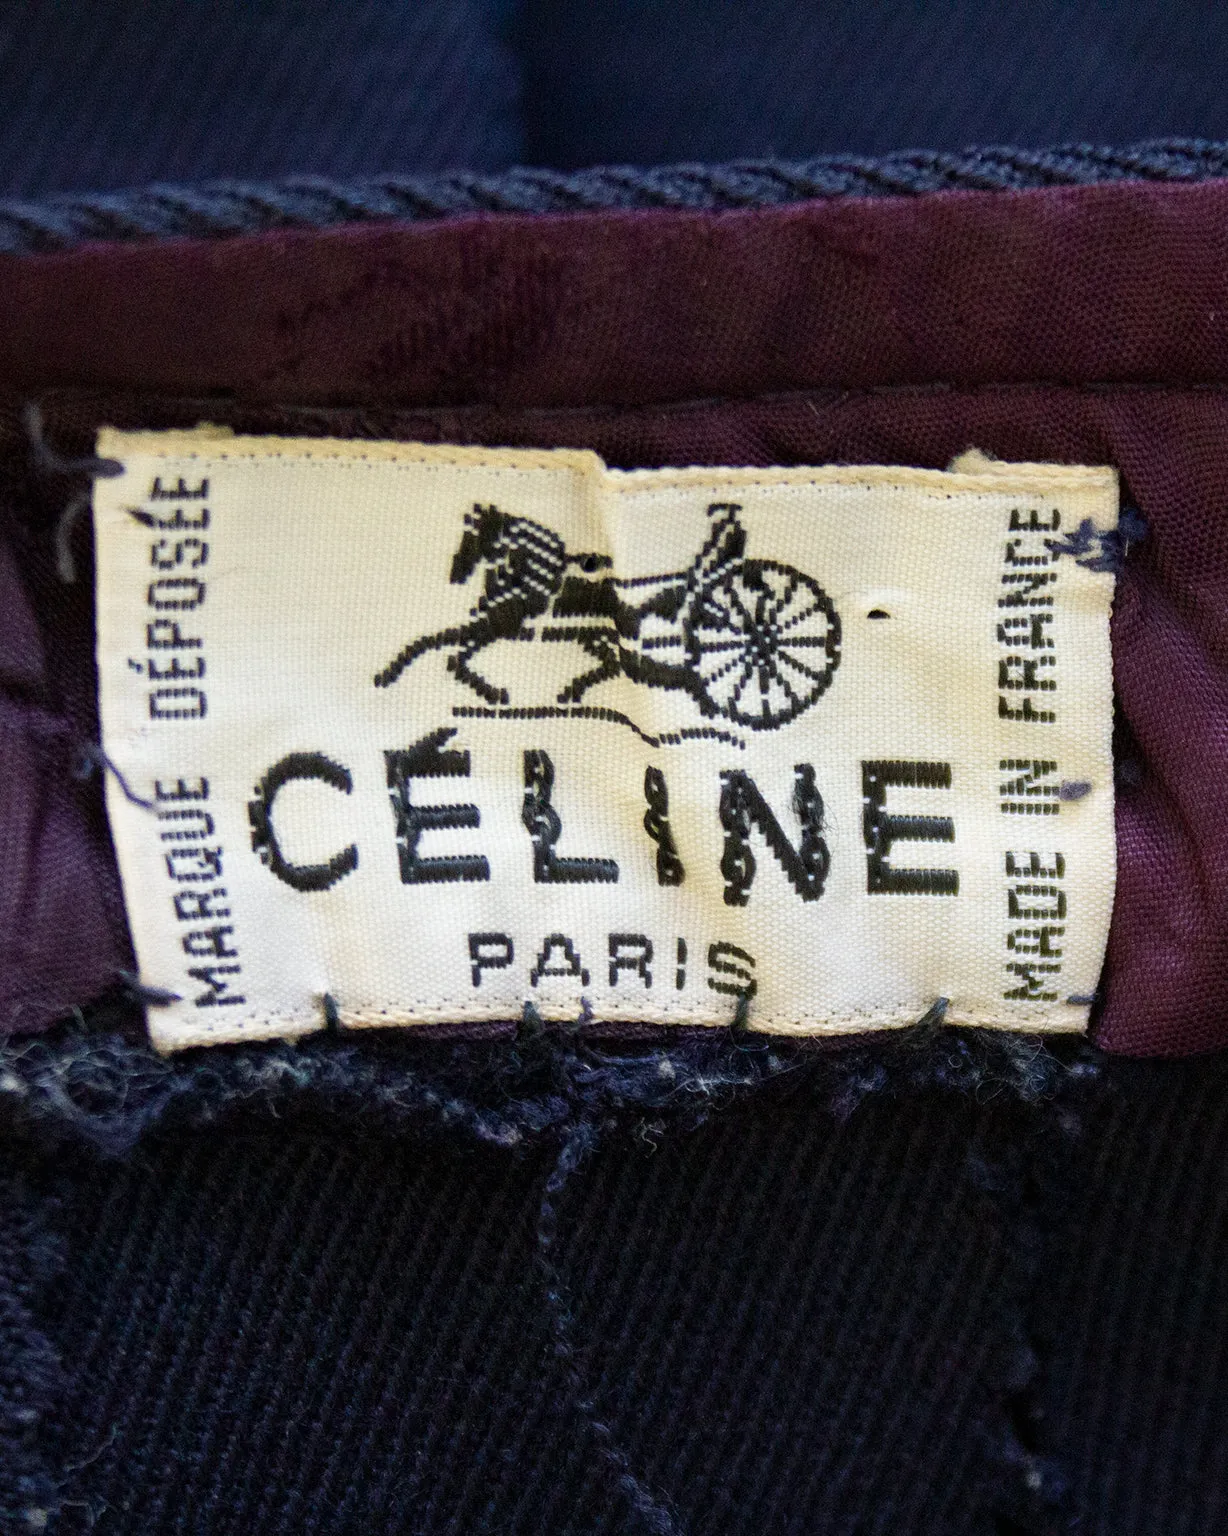 MARQUE DÉPOSÉE
CÉLINE
PARIS
MADE IN FRANCE